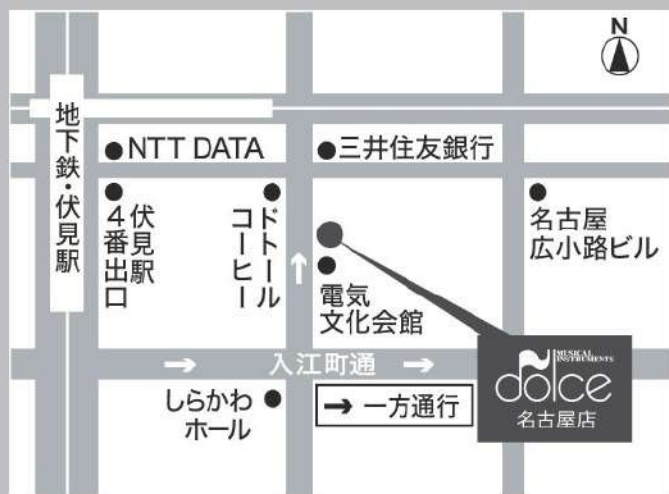 N
地下鉄・伏見駅
●NTT DATA
●三井住友銀行
伏見駅
4番出口
ドトール
コーヒー
名古屋
広小路ビル
電気
文化会館
→ 入江町通 →
しらかわ
ホール
→ 一方通行
MUSICAL
INSTRUMENTS
dolce
名古屋店